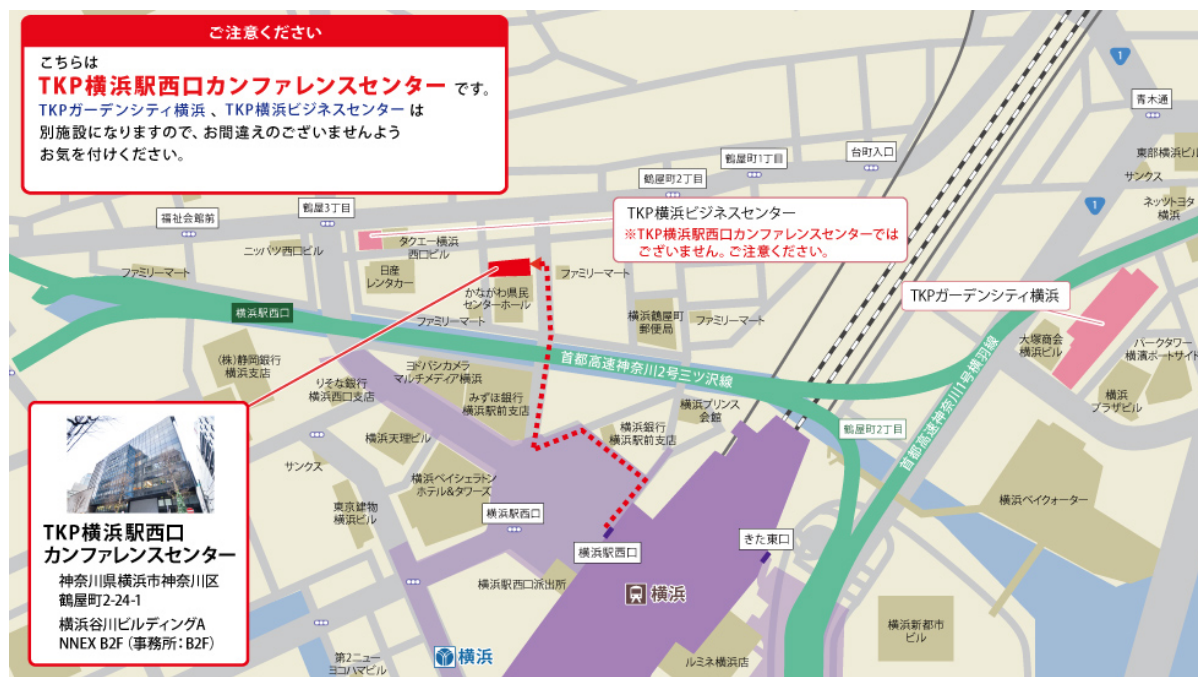 ご注意ください
こちらは
TKP横浜駅西口カンファレンスセンター です。
TKPガーデンシティ横浜 、TKP横浜ビジネスセンター は
別施設になりますので、お間違えのございませんよう
お気を付けください。
1
青木通
東部横浜ビル
サンクス
台町入口
鶴屋町1丁目
鶴屋町2丁目
1
ネッツトヨタ
横浜
鶴屋3丁目
福祉会館前
TKP横浜ビジネスセンター
※TKP横浜駅西口カンファレンスセンターでは
ございません。ご注意ください。
ニッパツ西口ビル
タクエー横浜
西口ビル
ファミリーマート
日産
レンタカー
ファミリーマート
かながわ県民
センターホール
TKPガーデンシティ横浜
横浜駅西口
ファミリーマート
横浜鶴屋町
郵便局
ファミリーマート
大塚商会
横浜ビル
パークタワー
横濱ポートサイド
首都高速神奈川2号三ツ沢線
首都高速神奈川1号横羽線
(株)静岡銀行
横浜支店
りそな銀行
横浜西口支店
ヨドバシカメラ
マルチメディア横浜
みずほ銀行
横浜駅前支店
横浜プリンス
会館
横浜
プラザビル
横浜銀行
横浜駅前支店
鶴屋町2丁目
横浜天理ビル
サンクス
横浜ベイシェラトン
ホテル&タワーズ
東京建物
横浜ビル
横浜駅西口
横浜ベイクォーター
横浜駅西口
きた東口
横浜駅西口派出所
横浜
横浜新都市
ビル
ルミネ横浜店
第2ニュー
ヨコハマビル
横浜
TKP横浜駅西口
カンファレンスセンター
神奈川県横浜市神奈川区
鶴屋町2-24-1
横浜谷川ビルディングA
NNEX B2F（事務所：B2F）